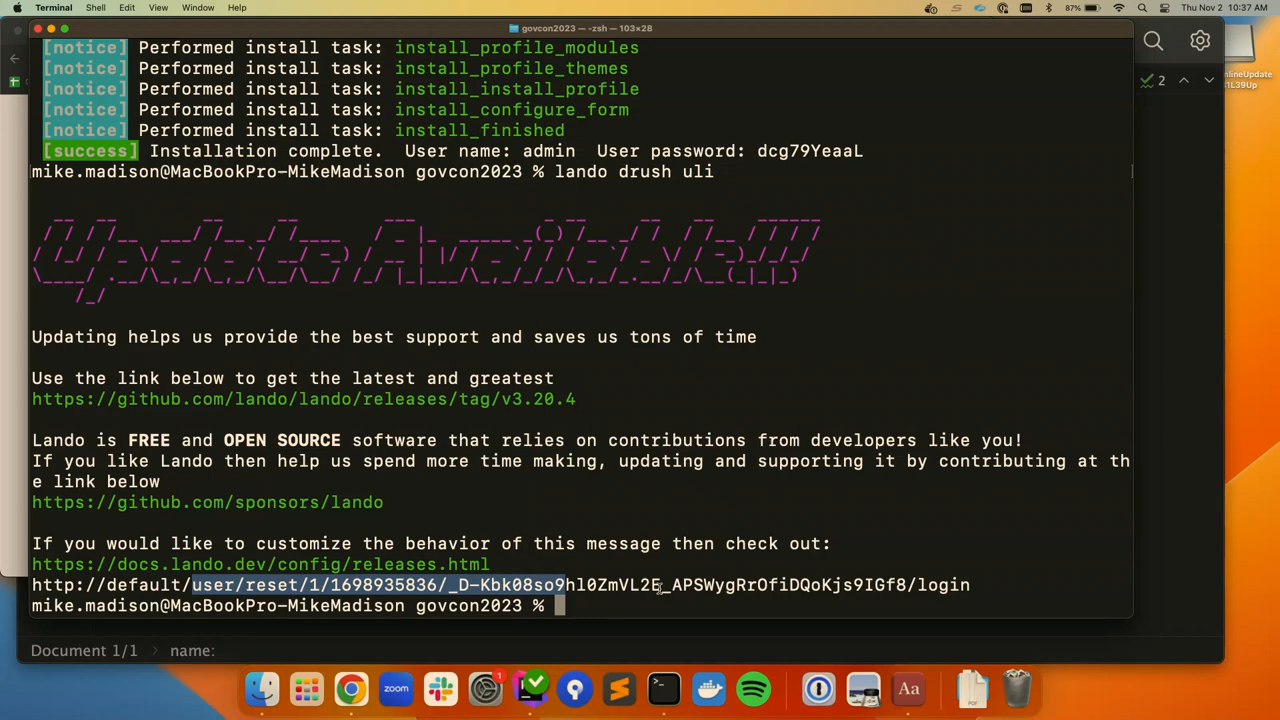 Terminal Shell Edit View Window Help 87% Thu Nov 2 10:37 AM
govcon2023 — -zsh — 103×28
[notice] Performed install task: install_profile_modules
[notice] Performed install task: install_profile_themes
[notice] Performed install task: install_install_profile
[notice] Performed install task: install_configure_form
[notice] Performed install task: install_finished
[success] Installation complete. User name: admin User password: dcg79YeaaL
mike.madison@MacBookPro-MikeMadison govcon2023 % lando drush uli
2
Update Available!!
Updating helps us provide the best support and saves us tons of time
Use the link below to get the latest and greatest
https://github.com/lando/lando/releases/tag/v3.20.4
Lando is FREE and OPEN SOURCE software that relies on contributions from developers like you!
If you like Lando then help us spend more time making, updating and supporting it by contributing at th
e link below
https://github.com/sponsors/lando
If you would like to customize the behavior of this message then check out:
https://docs.lando.dev/config/releases.html
http://default/user/reset/1/1698935836/_D-Kbk08so9hl0ZmVL2E_APSWygRrOfiDQoKjs9IGf8/login
mike.madison@MacBookPro-MikeMadison govcon2023 %
Document 1/1 › name:
1
zoom
Aa
PDF